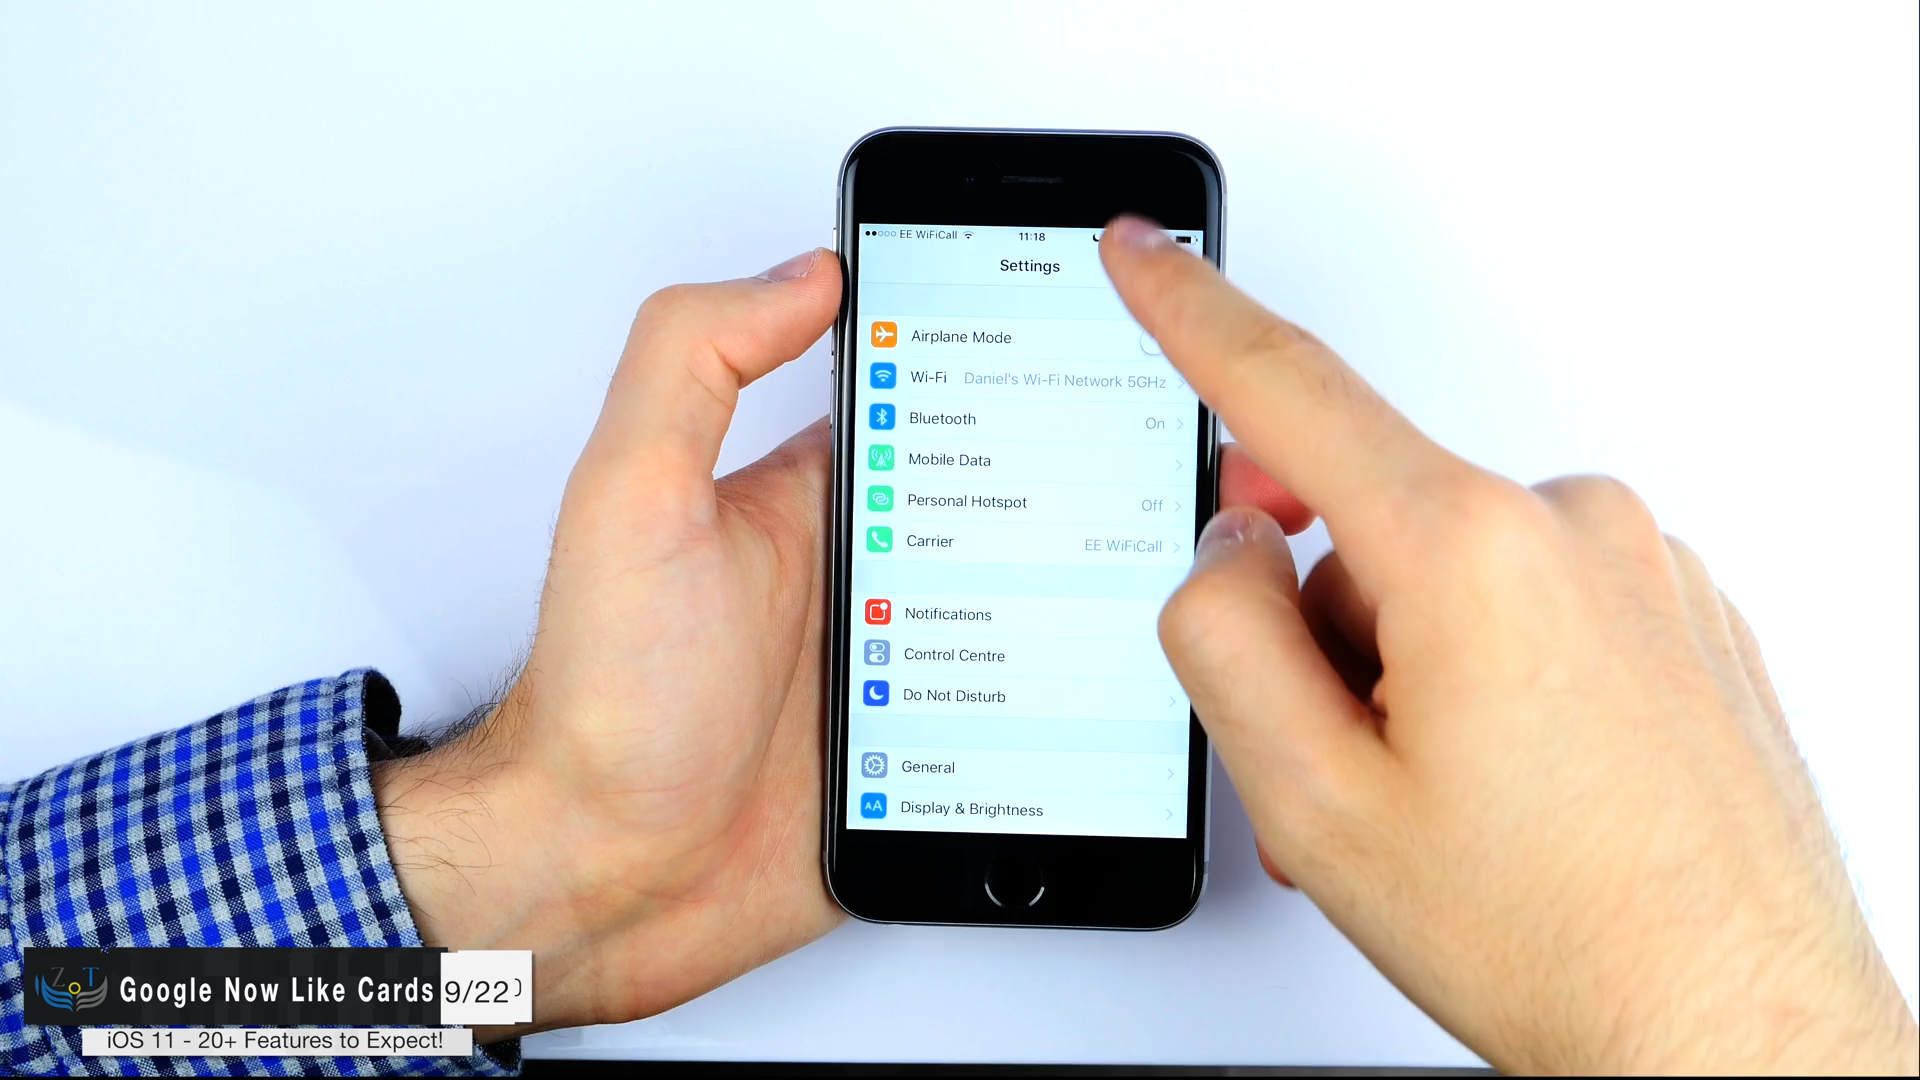 EE WiFiCall
11:18
Settings
Airplane Mode
Wi-Fi Daniel's Wi-Fi Network 5GHz
Bluetooth On
Mobile Data
Personal Hotspot Off
Carrier EE WiFiCall
Notifications
Control Centre
Do Not Disturb
General
AA Display & Brightness
ZoT
Google Now Like Cards 9/22)
iOS 11 - 20+ Features to Expect!